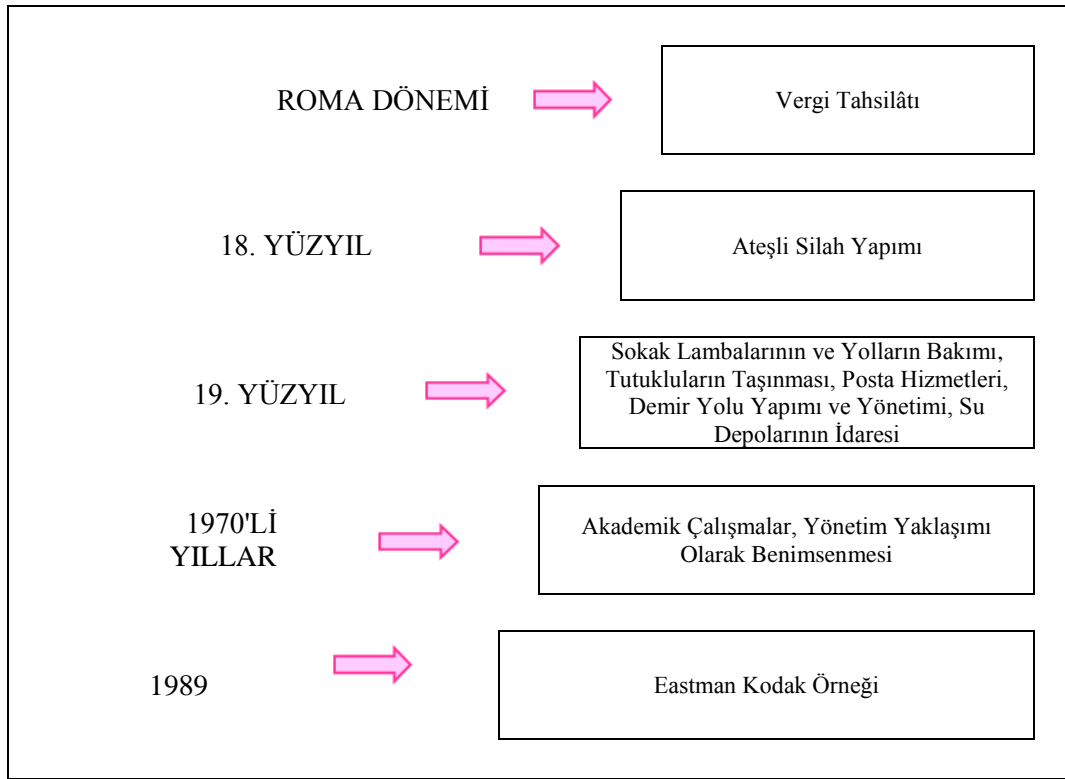 ROMA DÖNEMİ
Vergi Tahsilâtı
18. YÜZYIL
Ateşli Silah Yapımı
19. YÜZYIL
Sokak Lambalarının ve Yolların Bakımı,
Tutukluların Taşınması, Posta Hizmetleri,
Demir Yolu Yapımı ve Yönetimi, Su
Depolarının İdaresi
1970'Lİ
YILLAR
Akademik Çalışmalar, Yönetim Yaklaşımı
Olarak Benimsenmesi
1989
Eastman Kodak Örneği